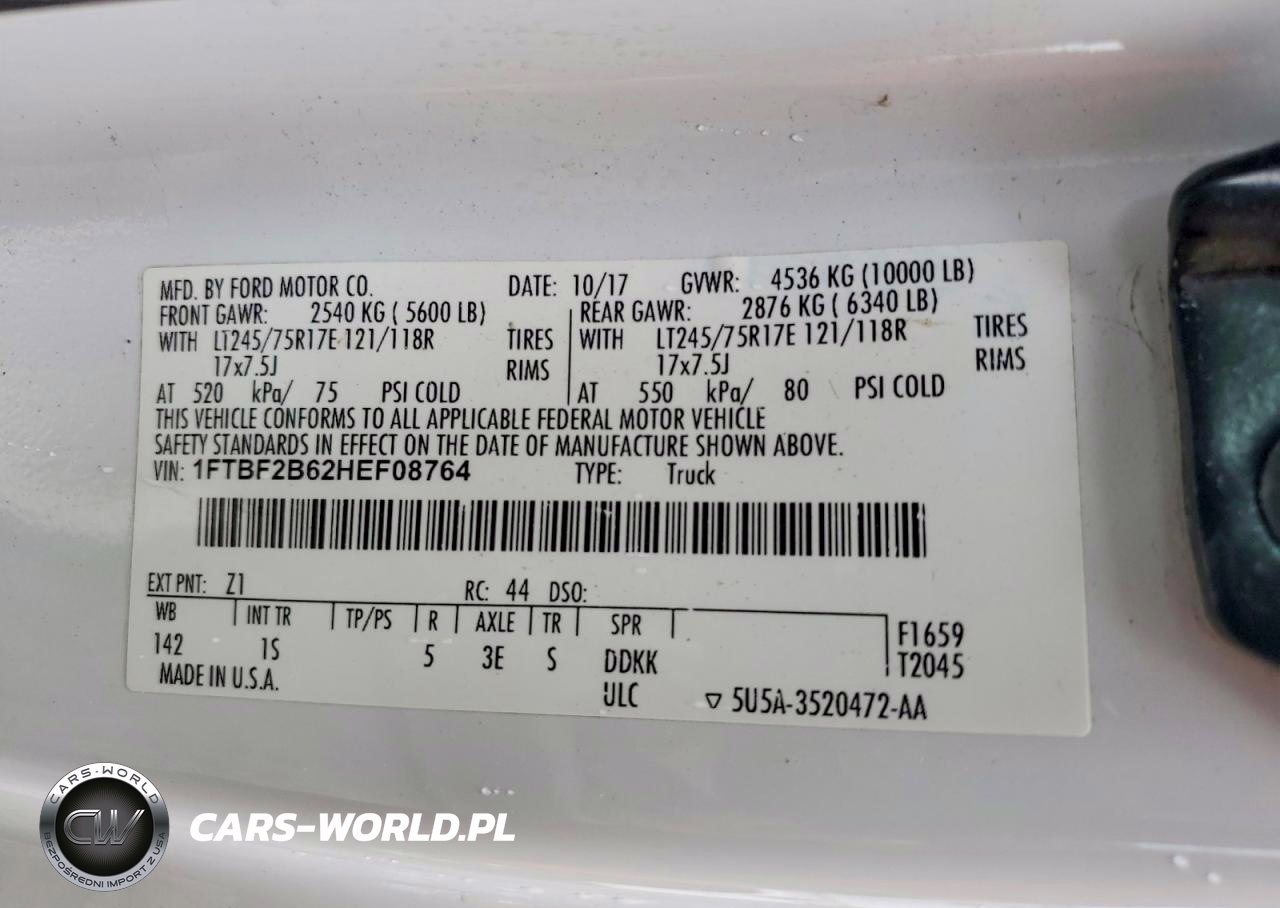 MFD. BY FORD MOTOR CO. DATE: 10/17 GVWR: 4536 KG (10000 LB)
FRONT GAWR: 2540 KG ( 5600 LB) REAR GAWR: 2876 KG ( 6340 LB)
WITH LT245/75R17E 121/118R TIRES WITH LT245/75R17E 121/118R TIRES
17x7.5J RIMS 17x7.5J RIMS
AT 520 kPa/ 75 PSI COLD AT 550 kPa/ 80 PSI COLD
THIS VEHICLE CONFORMS TO ALL APPLICABLE FEDERAL MOTOR VEHICLE
SAFETY STANDARDS IN EFFECT ON THE DATE OF MANUFACTURE SHOWN ABOVE.
VIN: 1FTBF2B62HEF08764 TYPE: Truck
EXT PNT: Z1 RC: 44 DSO:
WB INT TR TP/PS R AXLE TR SPR F1659
142 1S 5 3E S DDKK T2045
MADE IN U.S.A. ULC ▽ 5U5A-3520472-AA
CARS-WORLD
CW
BEZPOŚREDNI IMPORT Z USA
CARS-WORLD.PL